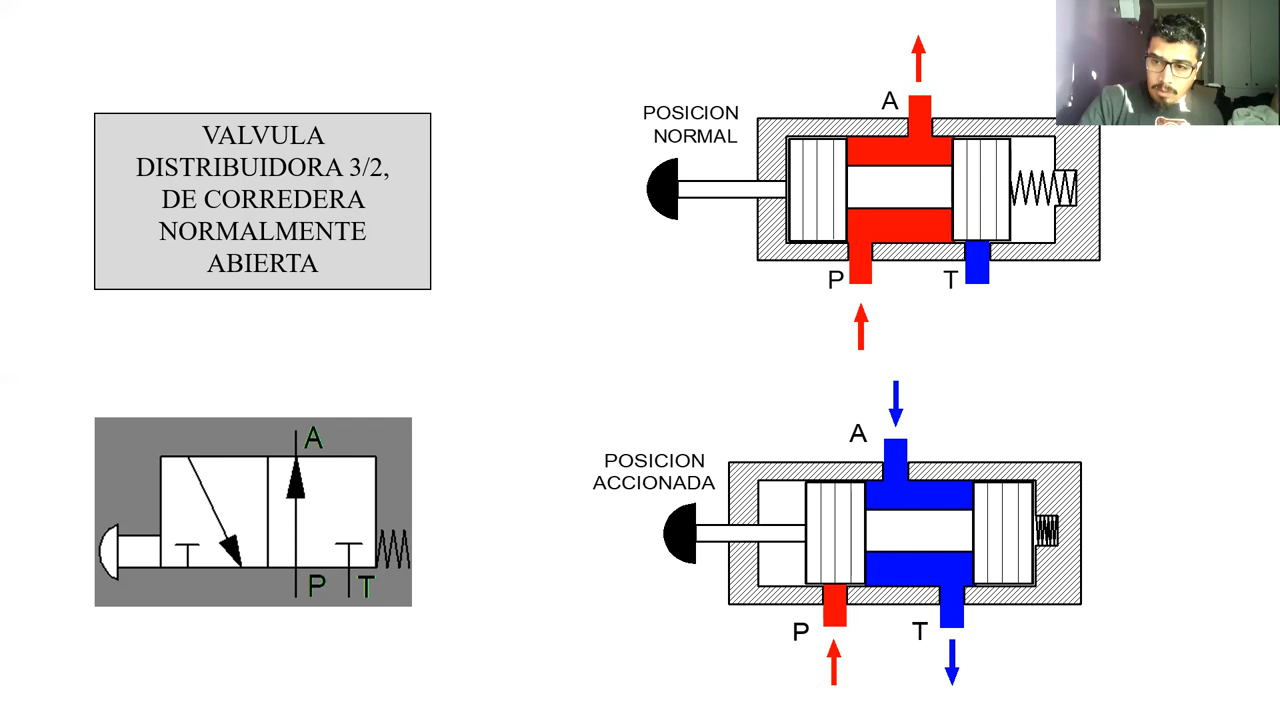 VALVULA
DISTRIBUIDORA 3/2,
DE CORREDERA
NORMALMENTE
ABIERTA
POSICION
NORMAL
A
P
T
A
P
T
POSICION
ACCIONADA
A
P
T